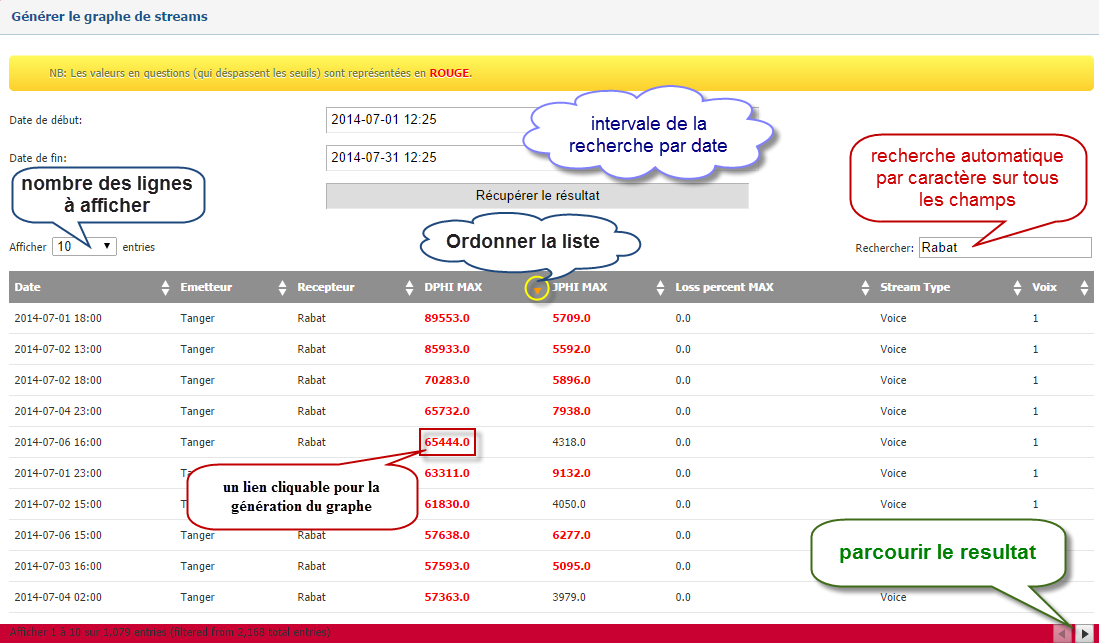 Générer le graphe de streams
NB: Les valeurs en questions (qui déspassent les seuils) sont représentées en ROUGE.
Date de début:
2014-07-01 12:25
intervale de la
recherche par date
Date de fin:
2014-07-31 12:25
recherche automatique
par caractère sur tous
les champs
nombre des lignes
à afficher
Récupérer le résultat
Ordonner la liste
Afficher 10 entries
Rechercher: Rabat
Date Emetteur Recepteur DPHI MAX JPHI MAX Loss percent MAX Stream Type Voix
2014-07-01 18:00 Tanger Rabat 89553.0 5709.0 0.0 Voice 1
2014-07-02 13:00 Tanger Rabat 85933.0 5592.0 0.0 Voice 1
2014-07-02 18:00 Tanger Rabat 70283.0 5896.0 0.0 Voice 1
2014-07-04 23:00 Tanger Rabat 65732.0 7938.0 0.0 Voice 1
2014-07-06 16:00 Tanger Rabat 65444.0 4318.0 0.0 Voice 1
2014-07-01 23:00 63311.0 9132.0 0.0 Voice 1
un lien cliquable pour la
génération du graphe
2014-07-02 15:00 61830.0 4050.0 0.0 Voice 1
2014-07-06 15:00 Tanger Rabat 57638.0 6277.0 0.0
parcourir le resultat
2014-07-03 16:00 Tanger Rabat 57593.0 5095.0 0.0
2014-07-04 02:00 Tanger Rabat 57363.0 3979.0 0.0 Voice
Afficher 1 à 10 sur 1,079 entries (filtered from 2,168 total entries)